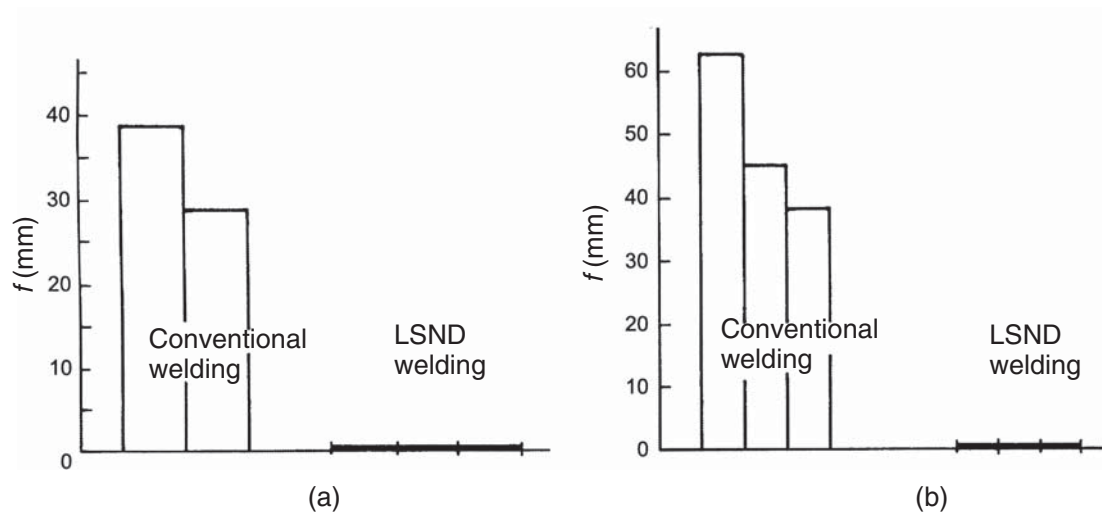 40
30
20
10
0
f (mm)
Conventional
welding
LSND
welding
(a)
60
50
40
30
20
10
0
f (mm)
Conventional
welding
LSND
welding
(b)